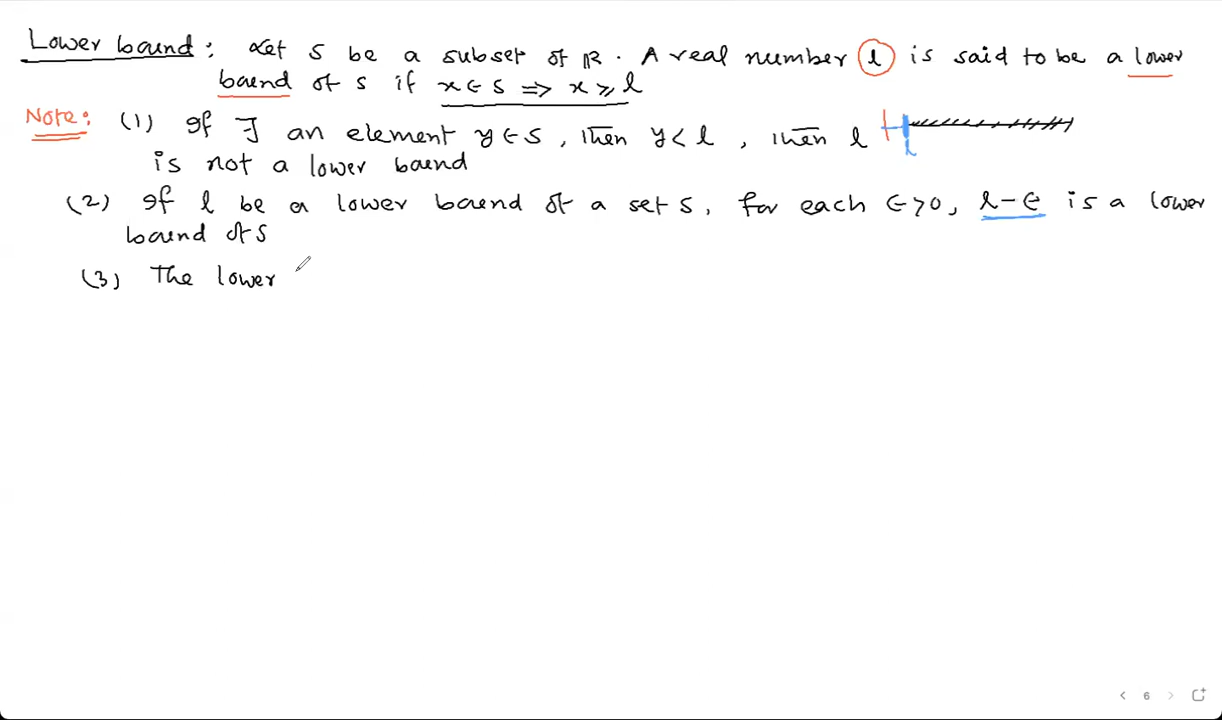 Lower bound: Let S be a subset of ℝ. A real number l is said to be a lower
bound of S if x ∈ S ⟹ x ⩾ l
Note: (1) If ∃ an element y ∈ S, then y < l, then l
is not a lower bound
l
(2) If l be a lower bound of a set S, for each ∈ > 0, l - ∈ is a lower
bound of S
(3) The lower
6